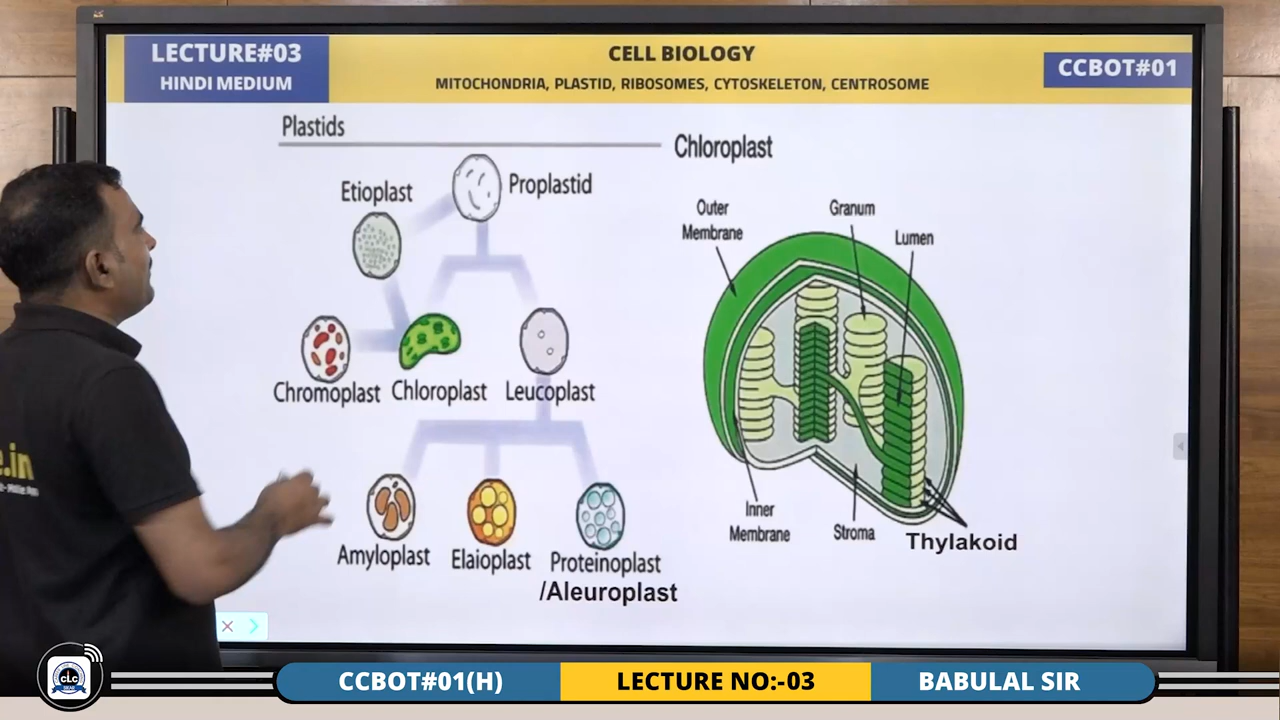 LECTURE#03
HINDI MEDIUM
CELL BIOLOGY
MITOCHONDRIA, PLASTID, RIBOSOMES, CYTOSKELETON, CENTROSOME
CCBOT#01
Plastids
Etioplast
Proplastid
Chromoplast
Chloroplast
Leucoplast
Amyloplast
Elaioplast
Proteinoplast
/Aleuroplast
Chloroplast
Outer
Membrane
Granum
Lumen
Inner
Membrane
Stroma
Thylakoid
e.in
CLC
CCBOT#01(H)
LECTURE NO:-03
BABULAL SIR